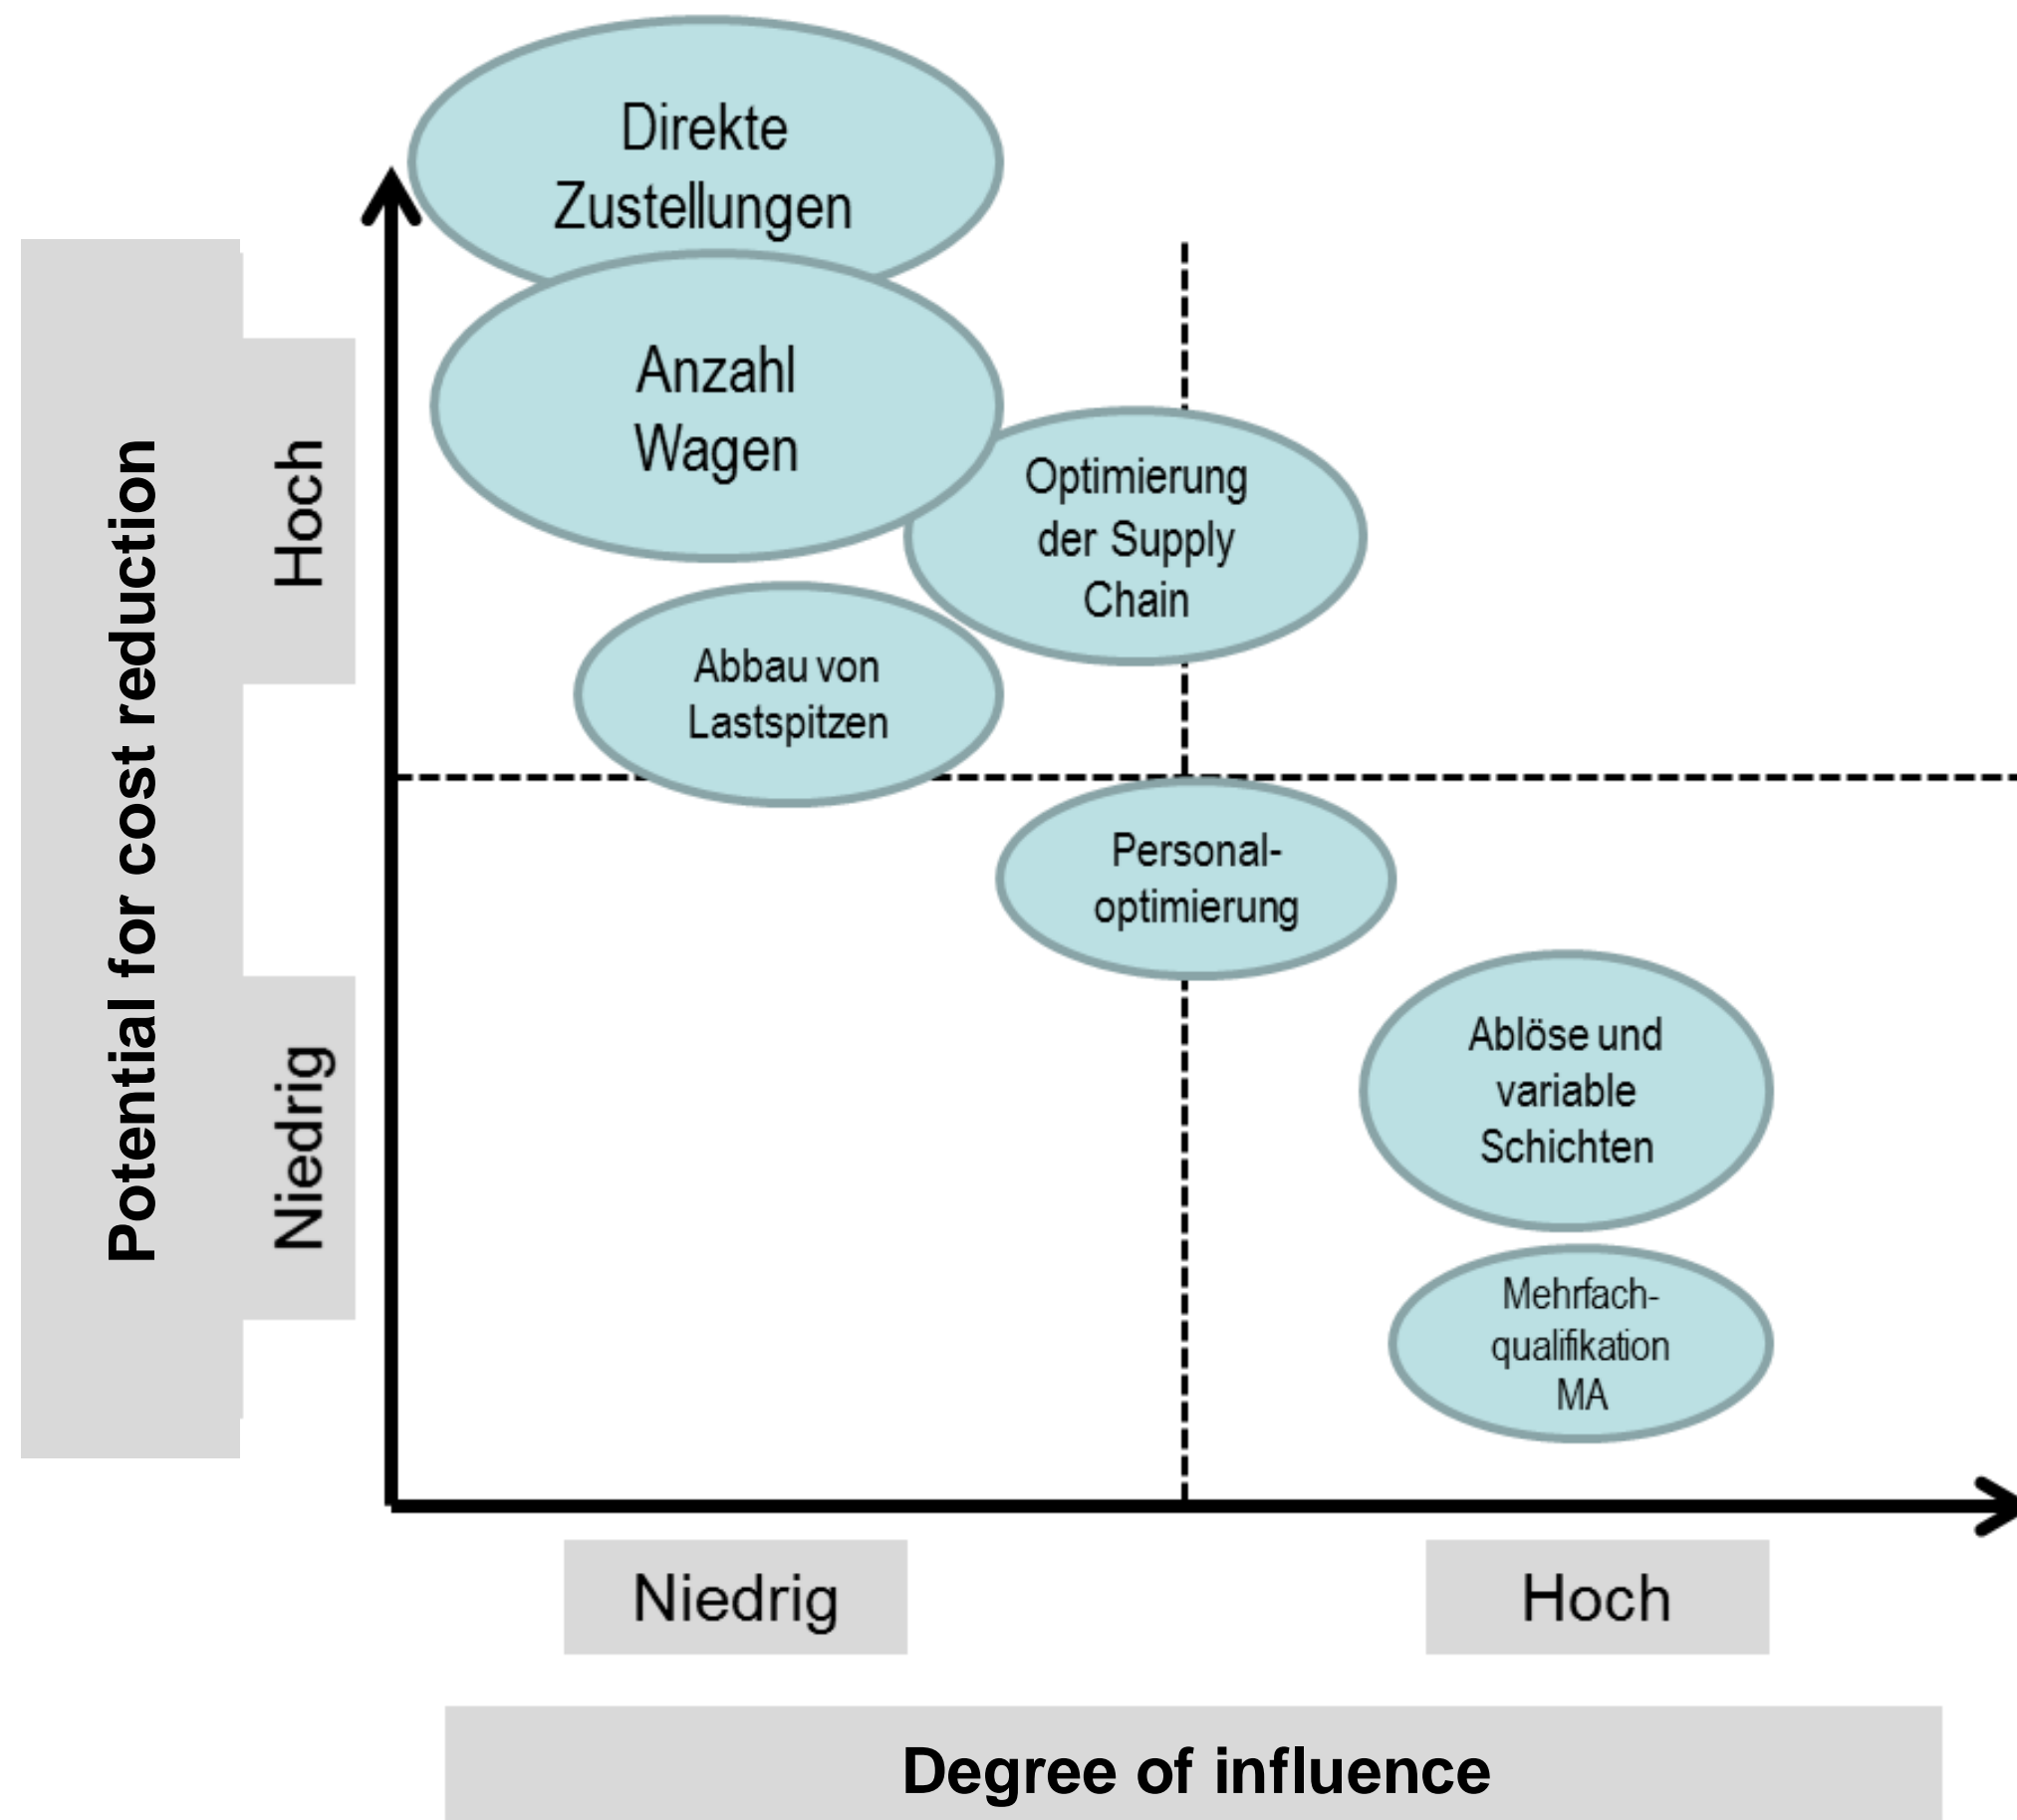 Direkte
Zustellungen
Anzahl
Wagen
Optimierung
der Supply
Chain
Abbau von
Lastspitzen
Personal-
optimierung
Ablöse und
variable
Schichten
Mehrfach-
qualifikation
MA
Potential for cost reduction
Hoch
Niedrig
Niedrig
Hoch
Degree of influence